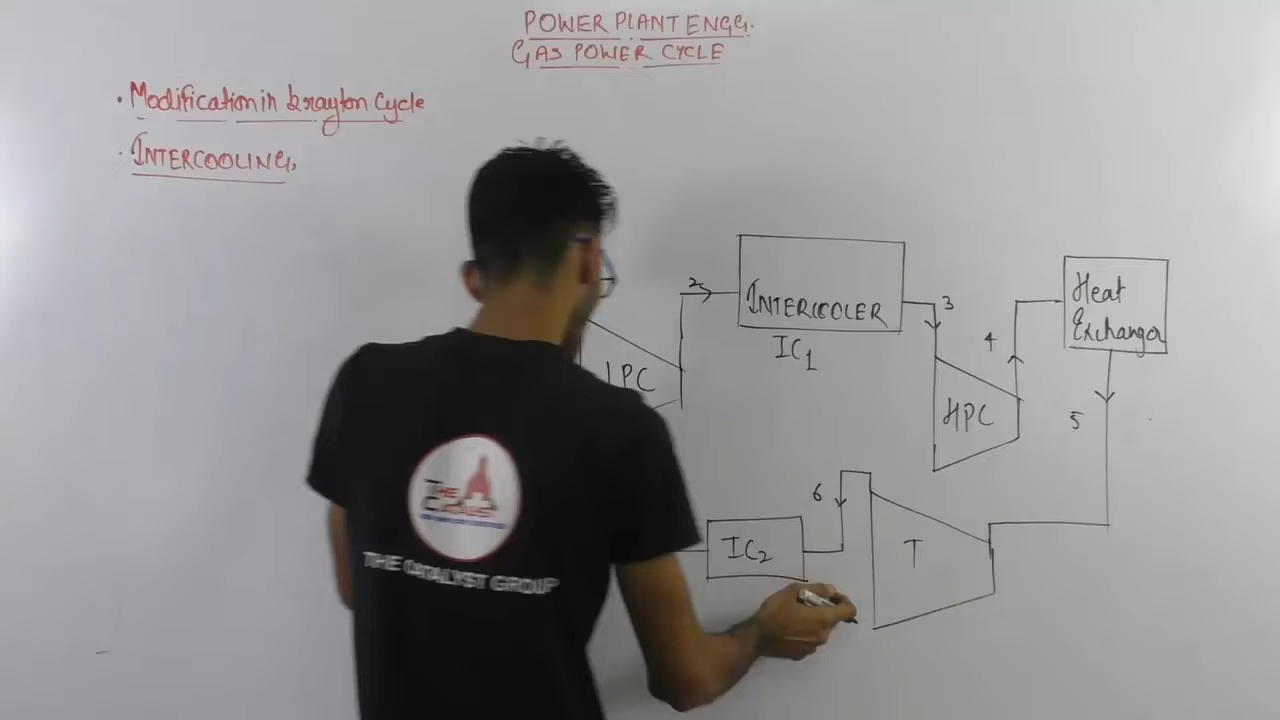 POWER PLANT ENGG.
GAS POWER CYCLE
• Modification in brayton Cycle
• INTERCOOLING,
2
INTERCOOLER
IC1
3
4
Heat
Exchanger
LPC
HPC
5
6
IC2
T
THE
THE CATALYST GROUP